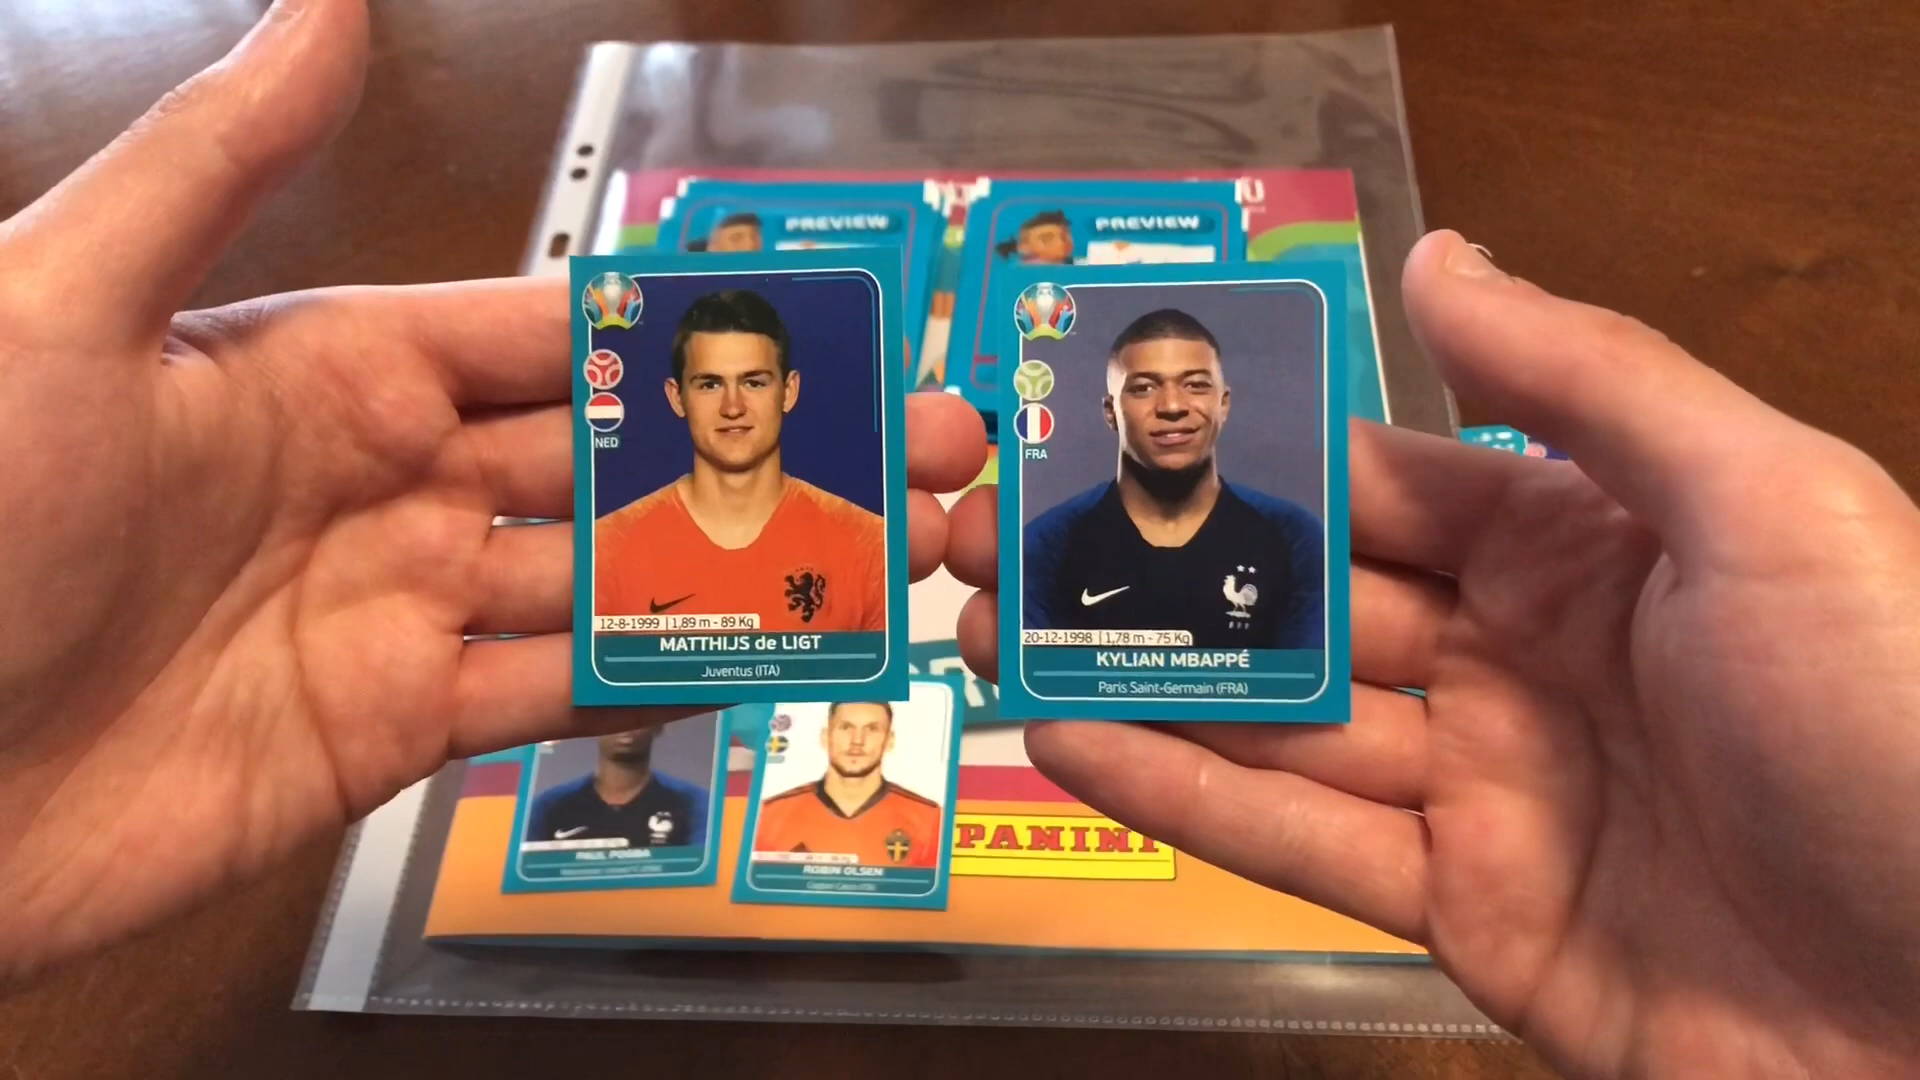 PREVIEW
PREVIEW
NED
12-8-1999 | 1,89 m - 89 Kg
MATTHIJS de LIGT
Juventus (ITA)
FRA
20-12-1998 | 1,78 m - 75 Kg
KYLIAN MBAPPÉ
Paris Saint-Germain (FRA)
PAUL POGBA
ROBIN OLSEN
PANINI